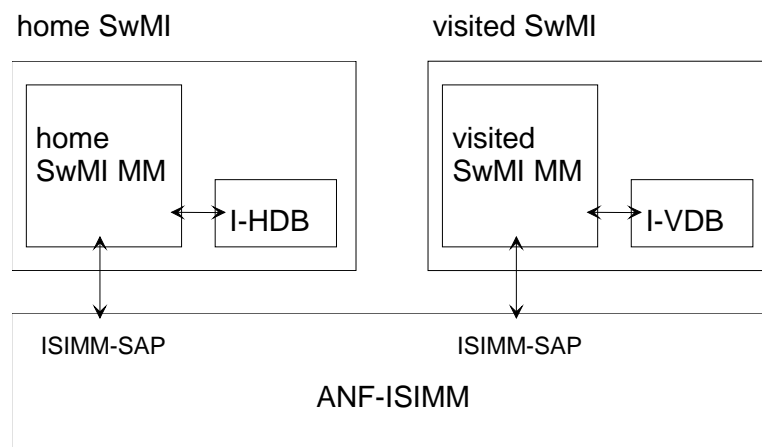 home SwMI
visited SwMI
home
SwMI MM
I-HDB
visited
SwMI MM
I-VDB
ISIMM-SAP
ISIMM-SAP
ANF-ISIMM